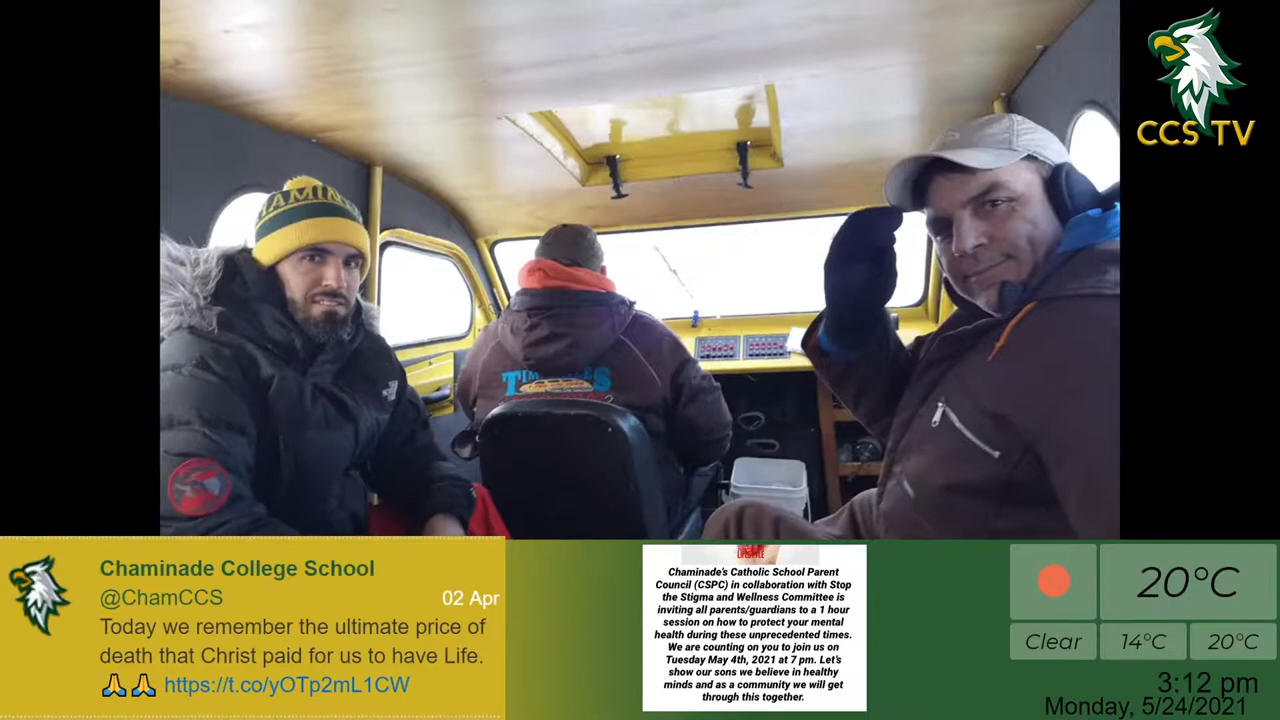 CCS TV
HAMIN
Chaminade College School
@ChamCCS
02 Apr
Today we remember the ultimate price of
death that Christ paid for us to have Life.
🙏 🙏 https://t.co/yOTp2mL1CW
LIFESTYLE
Chaminade's Catholic School Parent
Council (CSPC) in collaboration with Stop
the Stigma and Wellness Committee is
inviting all parents/guardians to a 1 hour
session on how to protect your mental
health during these unprecedented times.
We are counting on you to join us on
Tuesday May 4th, 2021 at 7 pm. Let's
show our sons we believe in healthy
minds and as a community we will get
through this together.
20°C
Clear
14°C
20°C
3:12 pm
Monday, 5/24/2021